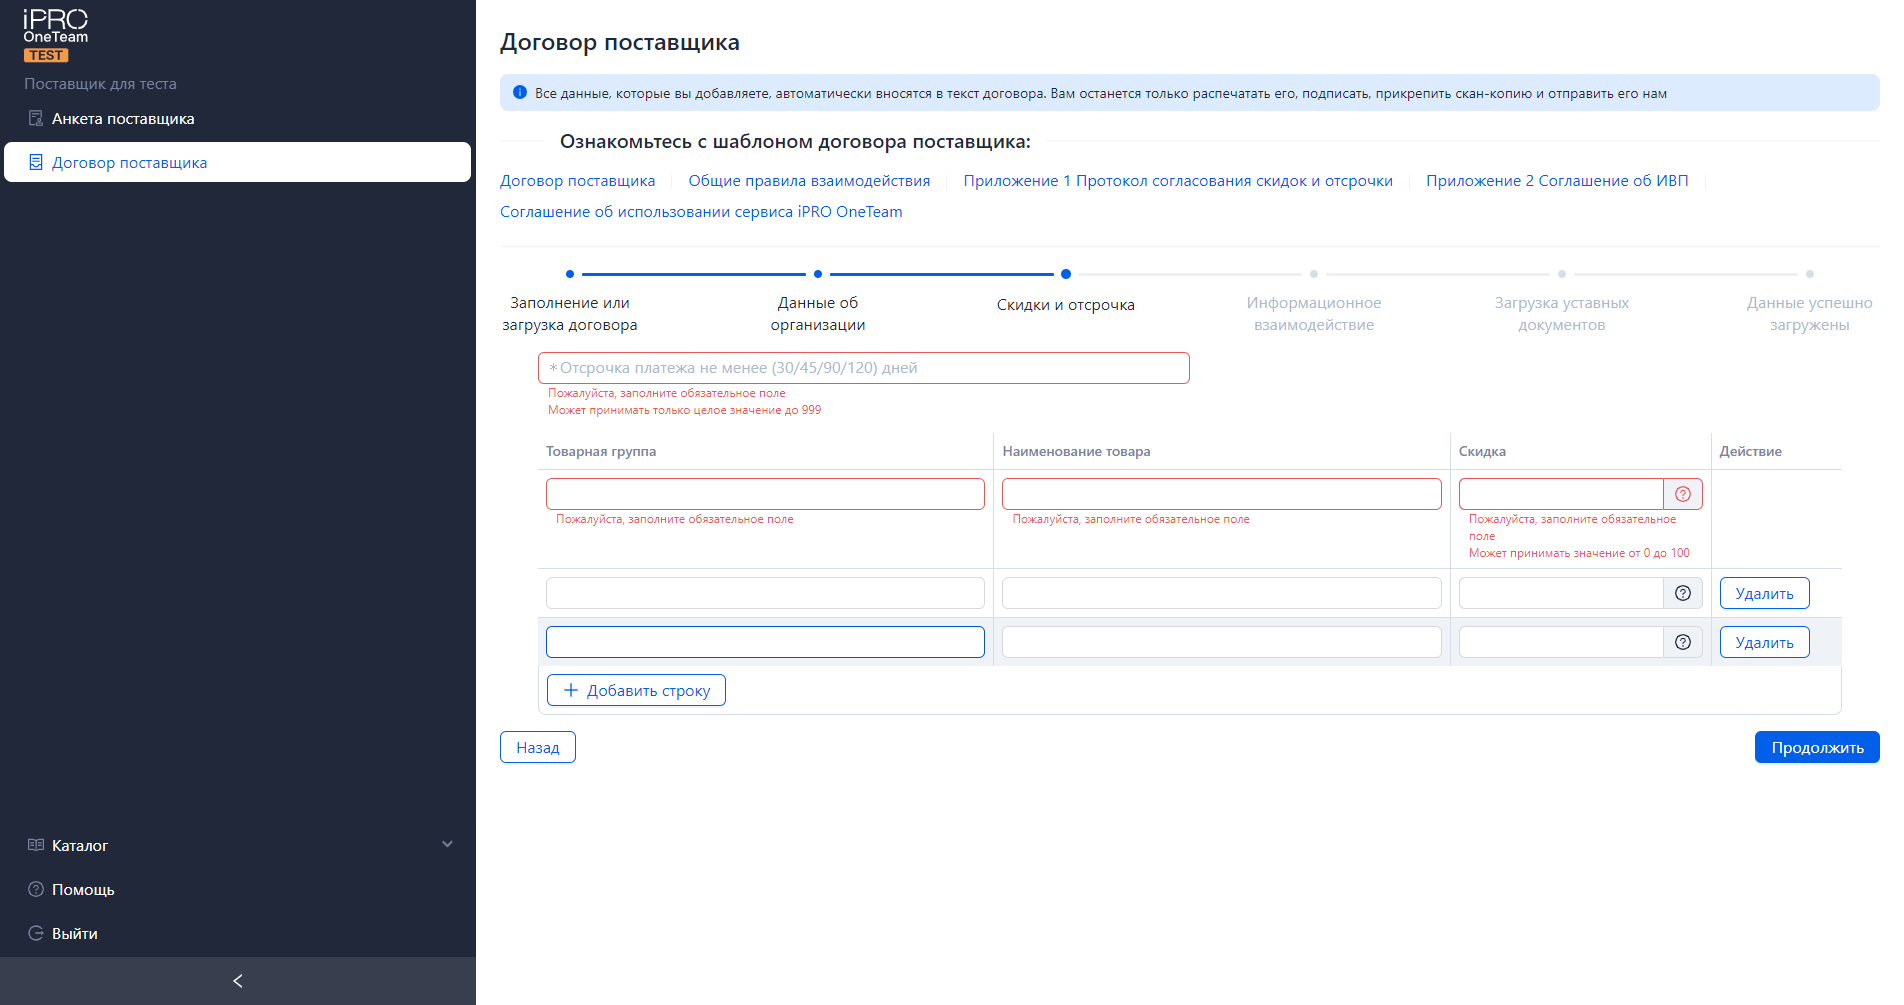 iPRO
OneTeam
TEST
Поставщик для теста
Анкета поставщика
Договор поставщика
Каталог
Помощь
Выйти
Договор поставщика
Все данные, которые вы добавляете, автоматически вносятся в текст договора. Вам останется только распечатать его, подписать, прикрепить скан-копию и отправить его нам
Ознакомьтесь с шаблоном договора поставщика:
Договор поставщика Общие правила взаимодействия Приложение 1 Протокол согласования скидок и отсрочки Приложение 2 Соглашение об ИВП
Соглашение об использовании сервиса iPRO OneTeam
Заполнение или
загрузка договора
Данные об
организации
Скидки и отсрочка
Информационное
взаимодействие
Загрузка уставных
документов
Данные успешно
загружены
* Отсрочка платежа не менее (30/45/90/120) дней
Пожалуйста, заполните обязательное поле
Может принимать только целое значение до 999
Товарная группа Наименование товара Скидка Действие
Пожалуйста, заполните обязательное поле
Пожалуйста, заполните обязательное поле
Пожалуйста, заполните обязательное
поле
Может принимать значение от 0 до 100
Удалить
Удалить
+ Добавить строку
Назад
Продолжить